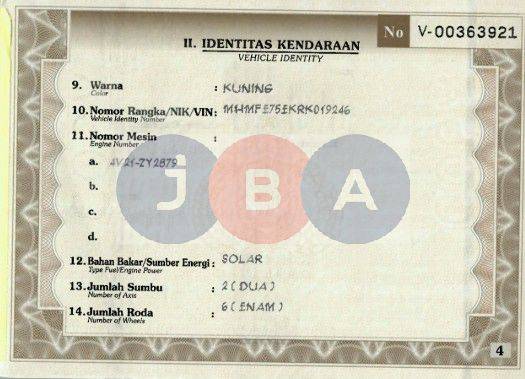 No V-00363921
II. IDENTITAS KENDARAAN
VEHICLE IDENTITY
9. Warna : KUNING
Color
10. Nomor Rangka/NIK/VIN: MHMFE75EKRK019246
Vehicle Identity Number
11. Nomor Mesin :
Engine Number
a. 4V21-ZY2879
b.
c.
d.
JBA
12. Bahan Bakar/Sumber Energi : SOLAR
Type Fuel/Engine Power
13. Jumlah Sumbu : 2 (DUA)
Number of Axis
14. Jumlah Roda : 6 (ENAM)
Number of Wheels
4